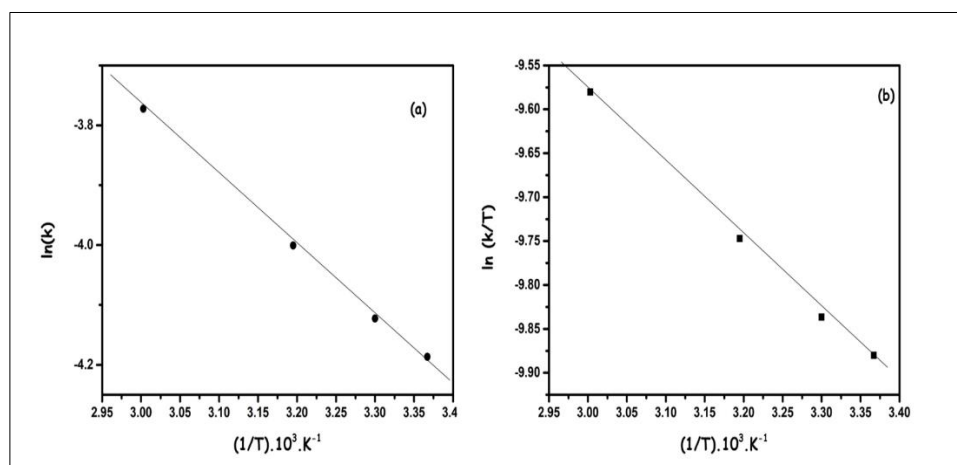 (a)
-3.8
-4.0
-4.2
ln(k)
2.95 3.00 3.05 3.10 3.15 3.20 3.25 3.30 3.35 3.4
(1/T).10³.K⁻¹
(b)
-9.55
-9.60
-9.65
-9.70
-9.75
-9.80
-9.85
-9.90
ln (k/T)
2.95 3.00 3.05 3.10 3.15 3.20 3.25 3.30 3.35 3.40
(1/T).10³.K⁻¹